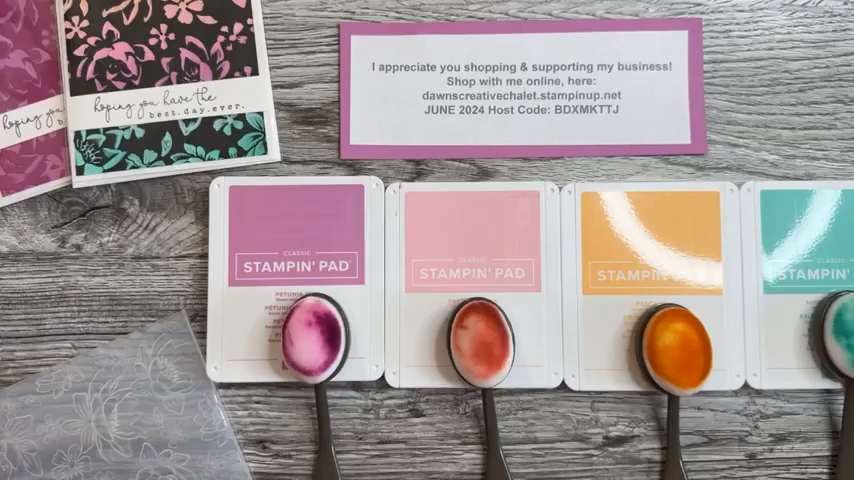 hoping you have the
best.day.ever.
hoping you
b
I appreciate you shopping & supporting my business!
Shop with me online, here:
dawnscreativechalet.stampinup.net
JUNE 2024 Host Code: BDXMKTTJ
CLASSIC
STAMPIN' PAD
CLASSIC
STAMPIN' PAD
CLASSIC
STAMPIN' PAD
CLASSIC
STAMPIN'
PETUNIA